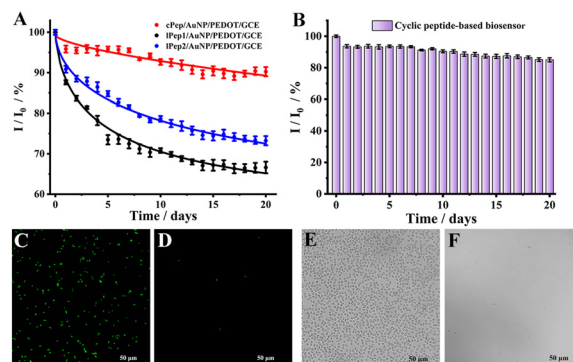 A
cPep/AuNP/PEDOT/GCE
lPep1/AuNP/PEDOT/GCE
lPep2/AuNP/PEDOT/GCE
I / I0 / %
100
90
80
70
60
0 5 10 15 20
Time / days
B
Cyclic peptide-based biosensor
I / I0 / %
100
80
60
40
20
0
0 5 10 15 20
Time / days
C
50 μm
D
50 μm
E
50 μm
F
50 μm